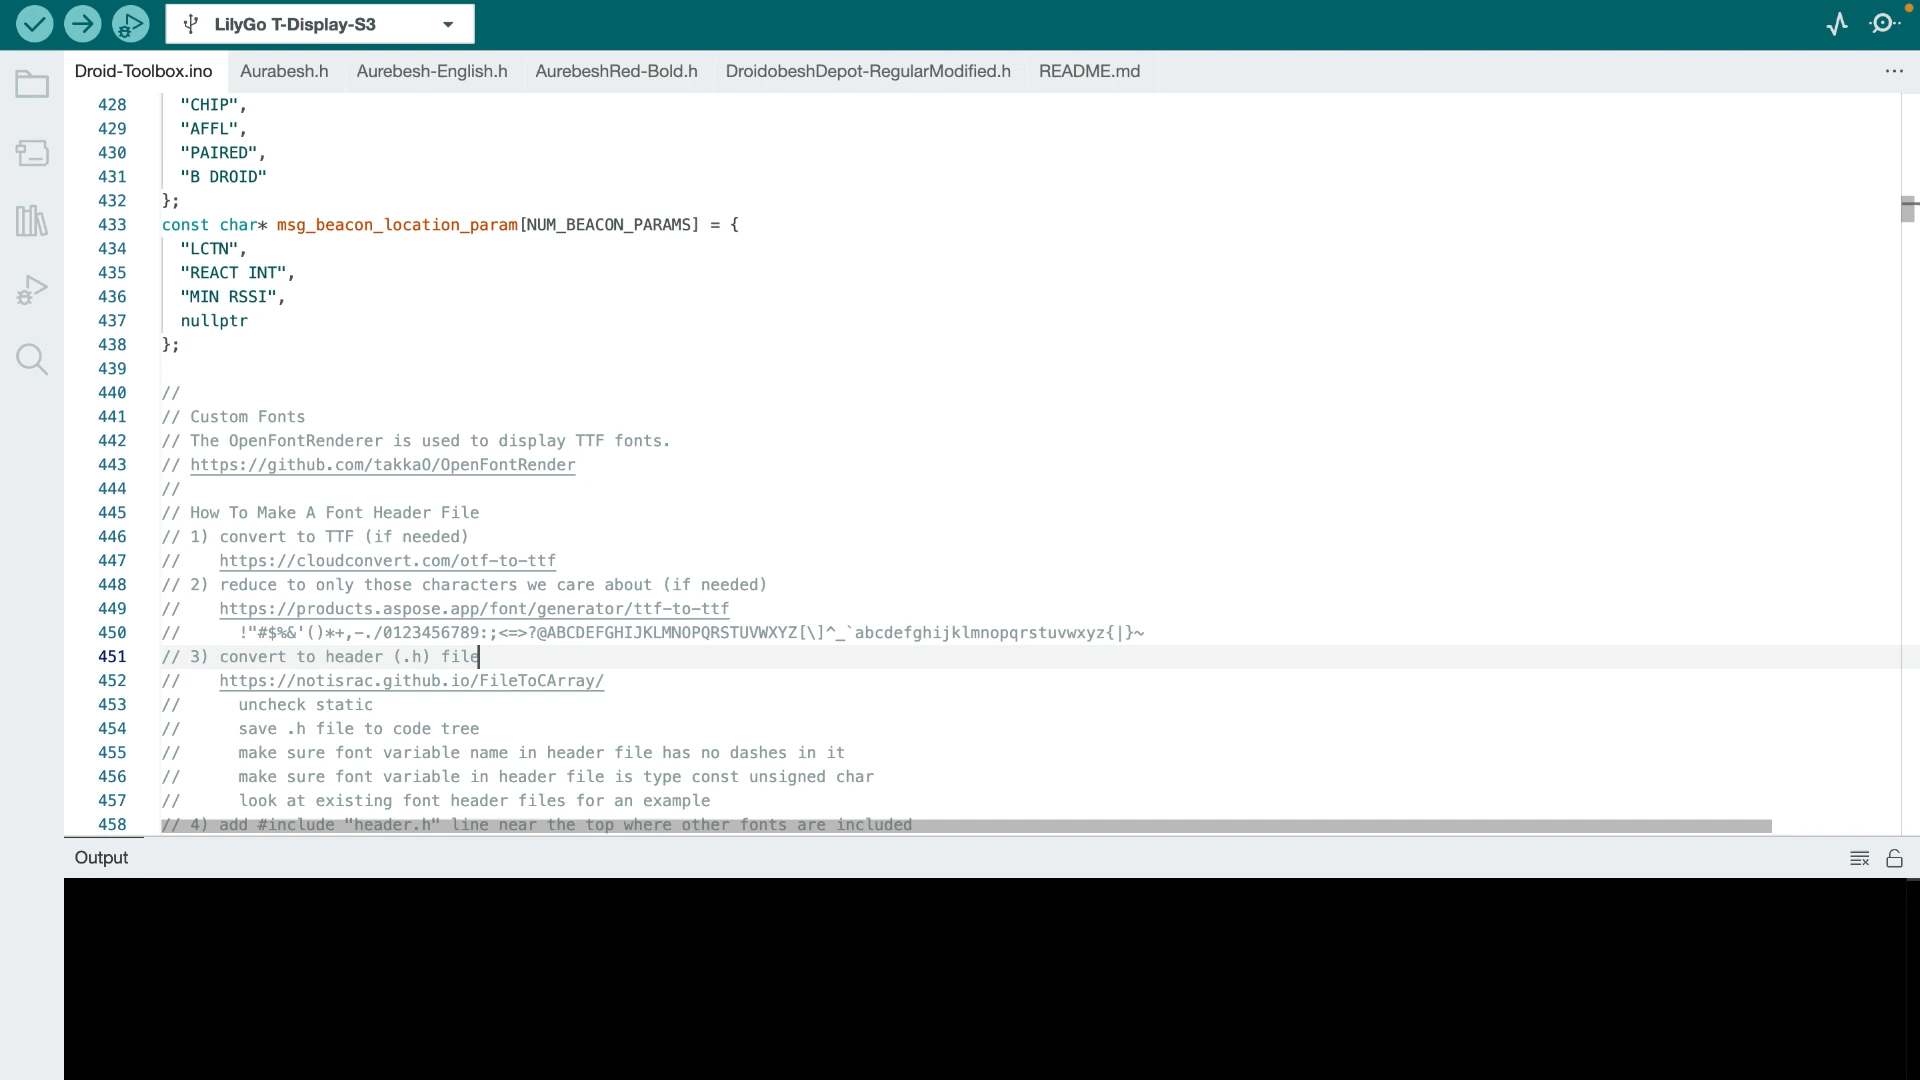 LilyGo T-Display-S3
Droid-Toolbox.ino Aurabesh.h Aurebesh-English.h AurebeshRed-Bold.h DroidobeshDepot-RegularModified.h README.md ...
428 "CHIP",
429 "AFFL",
430 "PAIRED",
431 "B DROID"
432 };
433 const char* msg_beacon_location_param[NUM_BEACON_PARAMS] = {
434 "LCTN",
435 "REACT INT",
436 "MIN RSSI",
437 nullptr
438 };
439
440 //
441 // Custom Fonts
442 // The OpenFontRenderer is used to display TTF fonts.
443 // https://github.com/takkaO/OpenFontRender
444 //
445 // How To Make A Font Header File
446 // 1) convert to TTF (if needed)
447 // https://cloudconvert.com/otf-to-ttf
448 // 2) reduce to only those characters we care about (if needed)
449 // https://products.aspose.app/font/generator/ttf-to-ttf
450 // !"#$%&'()*+,-./0123456789:;<=>?@ABCDEFGHIJKLMNOPQRSTUVWXYZ[\]^_`abcdefghijklmnopqrstuvwxyz{|}~
451 // 3) convert to header (.h) file
452 // https://notisrac.github.io/FileToCArray/
453 // uncheck static
454 // save .h file to code tree
455 // make sure font variable name in header file has no dashes in it
456 // make sure font variable in header file is type const unsigned char
457 // look at existing font header files for an example
458 // 4) add #include "header.h" line near the top where other fonts are included
Output